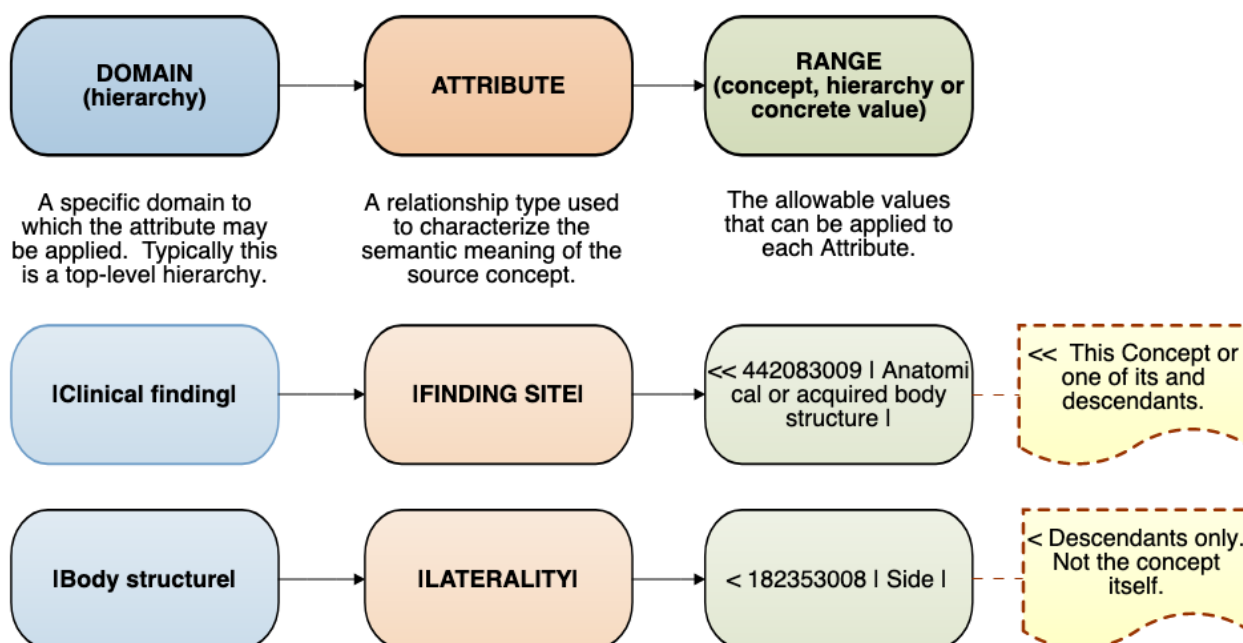 DOMAIN
(hierarchy)
ATTRIBUTE
RANGE
(concept, hierarchy or
concrete value)
A specific domain to
which the attribute may
be applied.  Typically this
is a top-level hierarchy.
A relationship type used
to characterize the
semantic meaning of the
source concept.
The allowable values
that can be applied to
each Attribute.
|Clinical finding|
|FINDING SITE|
<< 442083009 | Anatomi
cal or acquired body
structure |
<<  This Concept or
one of its and
descendants.
|Body structure|
|LATERALITY|
< 182353008 | Side |
< Descendants only.
Not the concept
itself.